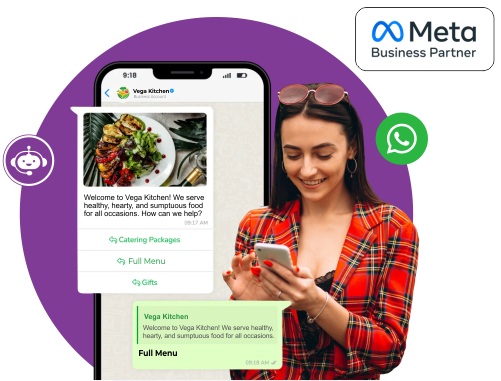 Meta
Business Partner
9:18
Vega Kitchen
Business Account
Welcome to Vega Kitchen! We serve
healthy, hearty, and sumptuous food
for all occasions. How can we help?
09:17 AM
Catering Packages
Full Menu
Gifts
Vega Kitchen
Welcome to Vega Kitchen! We serve healthy,
hearty, and sumptuous food for all occasions.
Full Menu
09:18 AM